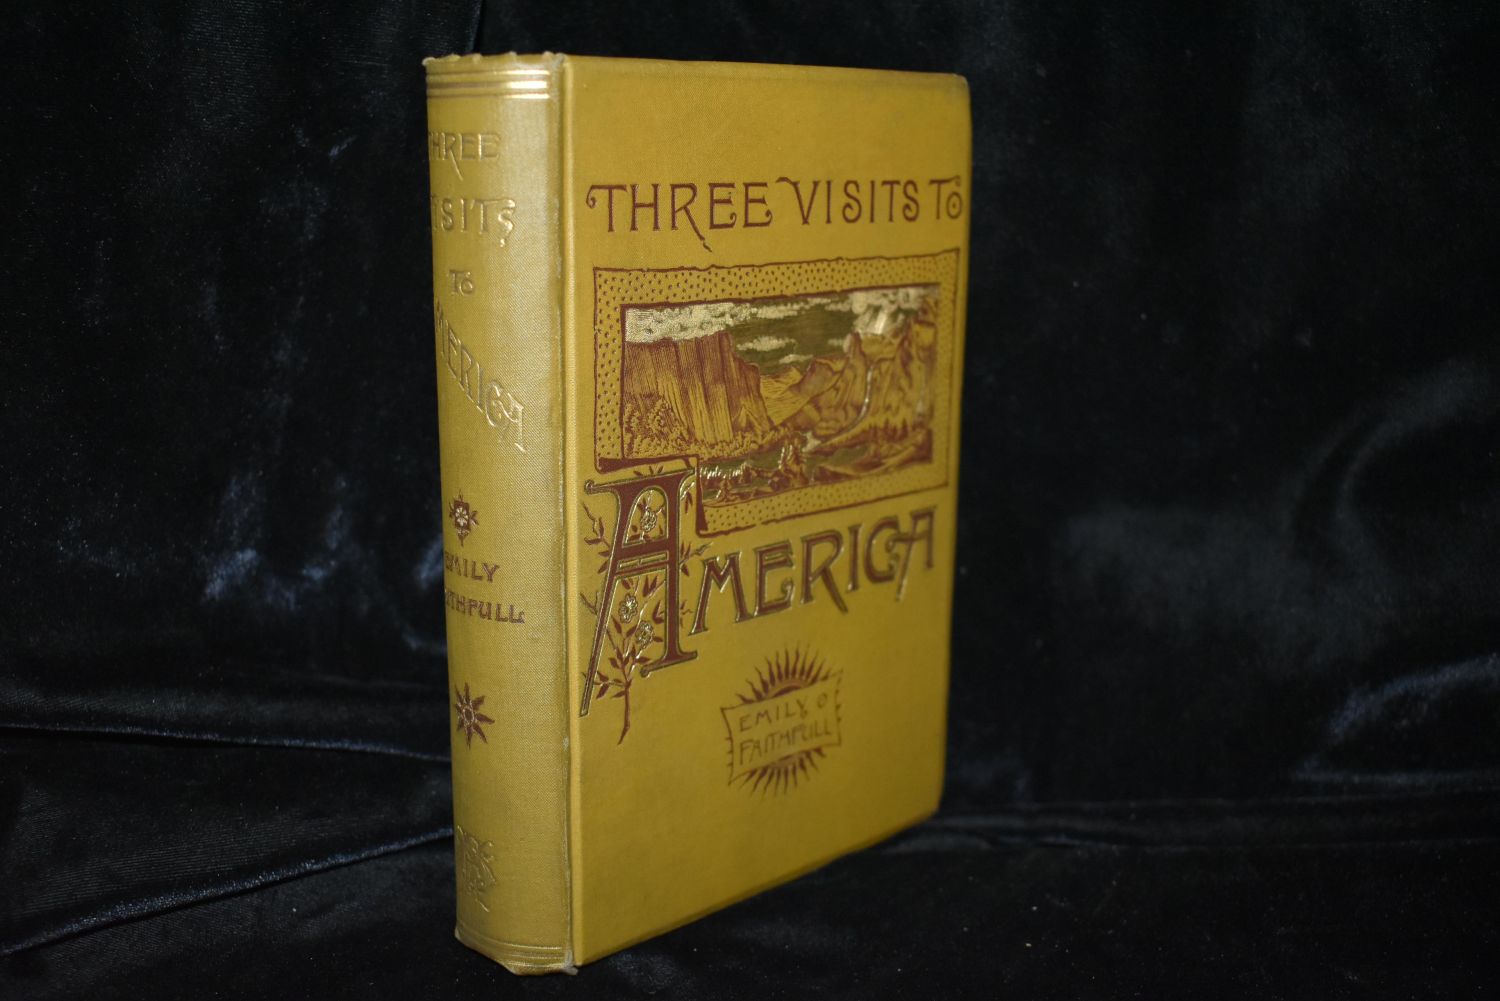 THREE
VISITS
TO
AMERICA
EMILY
FAITHFULL
THREE VISITS TO
AMERICA
EMILY
FAITHFULL